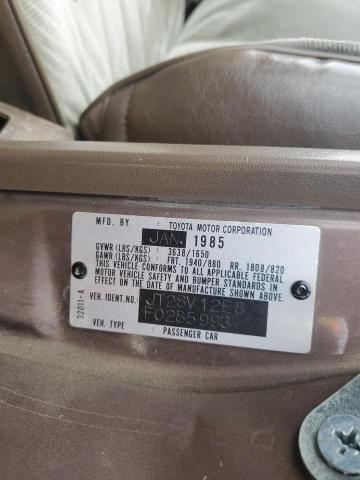 MFD. BY : TOYOTA MOTOR CORPORATION
JAN. 1985
GVWR (LBS/KGS) : 3638/1650
GAWR (LBS/KGS) : FRT. 1940/880 RR. 1808/820
THIS VEHICLE CONFORMS TO ALL APPLICABLE FEDERAL
MOTOR VEHICLE SAFETY AND BUMPER STANDARDS IN
EFFECT ON THE DATE OF MANUFACTURE SHOWN ABOVE.
VEH. IDENT.NO.: JT2SV12E8
F0285993
VEH. TYPE : PASSENGER CAR
32011-A